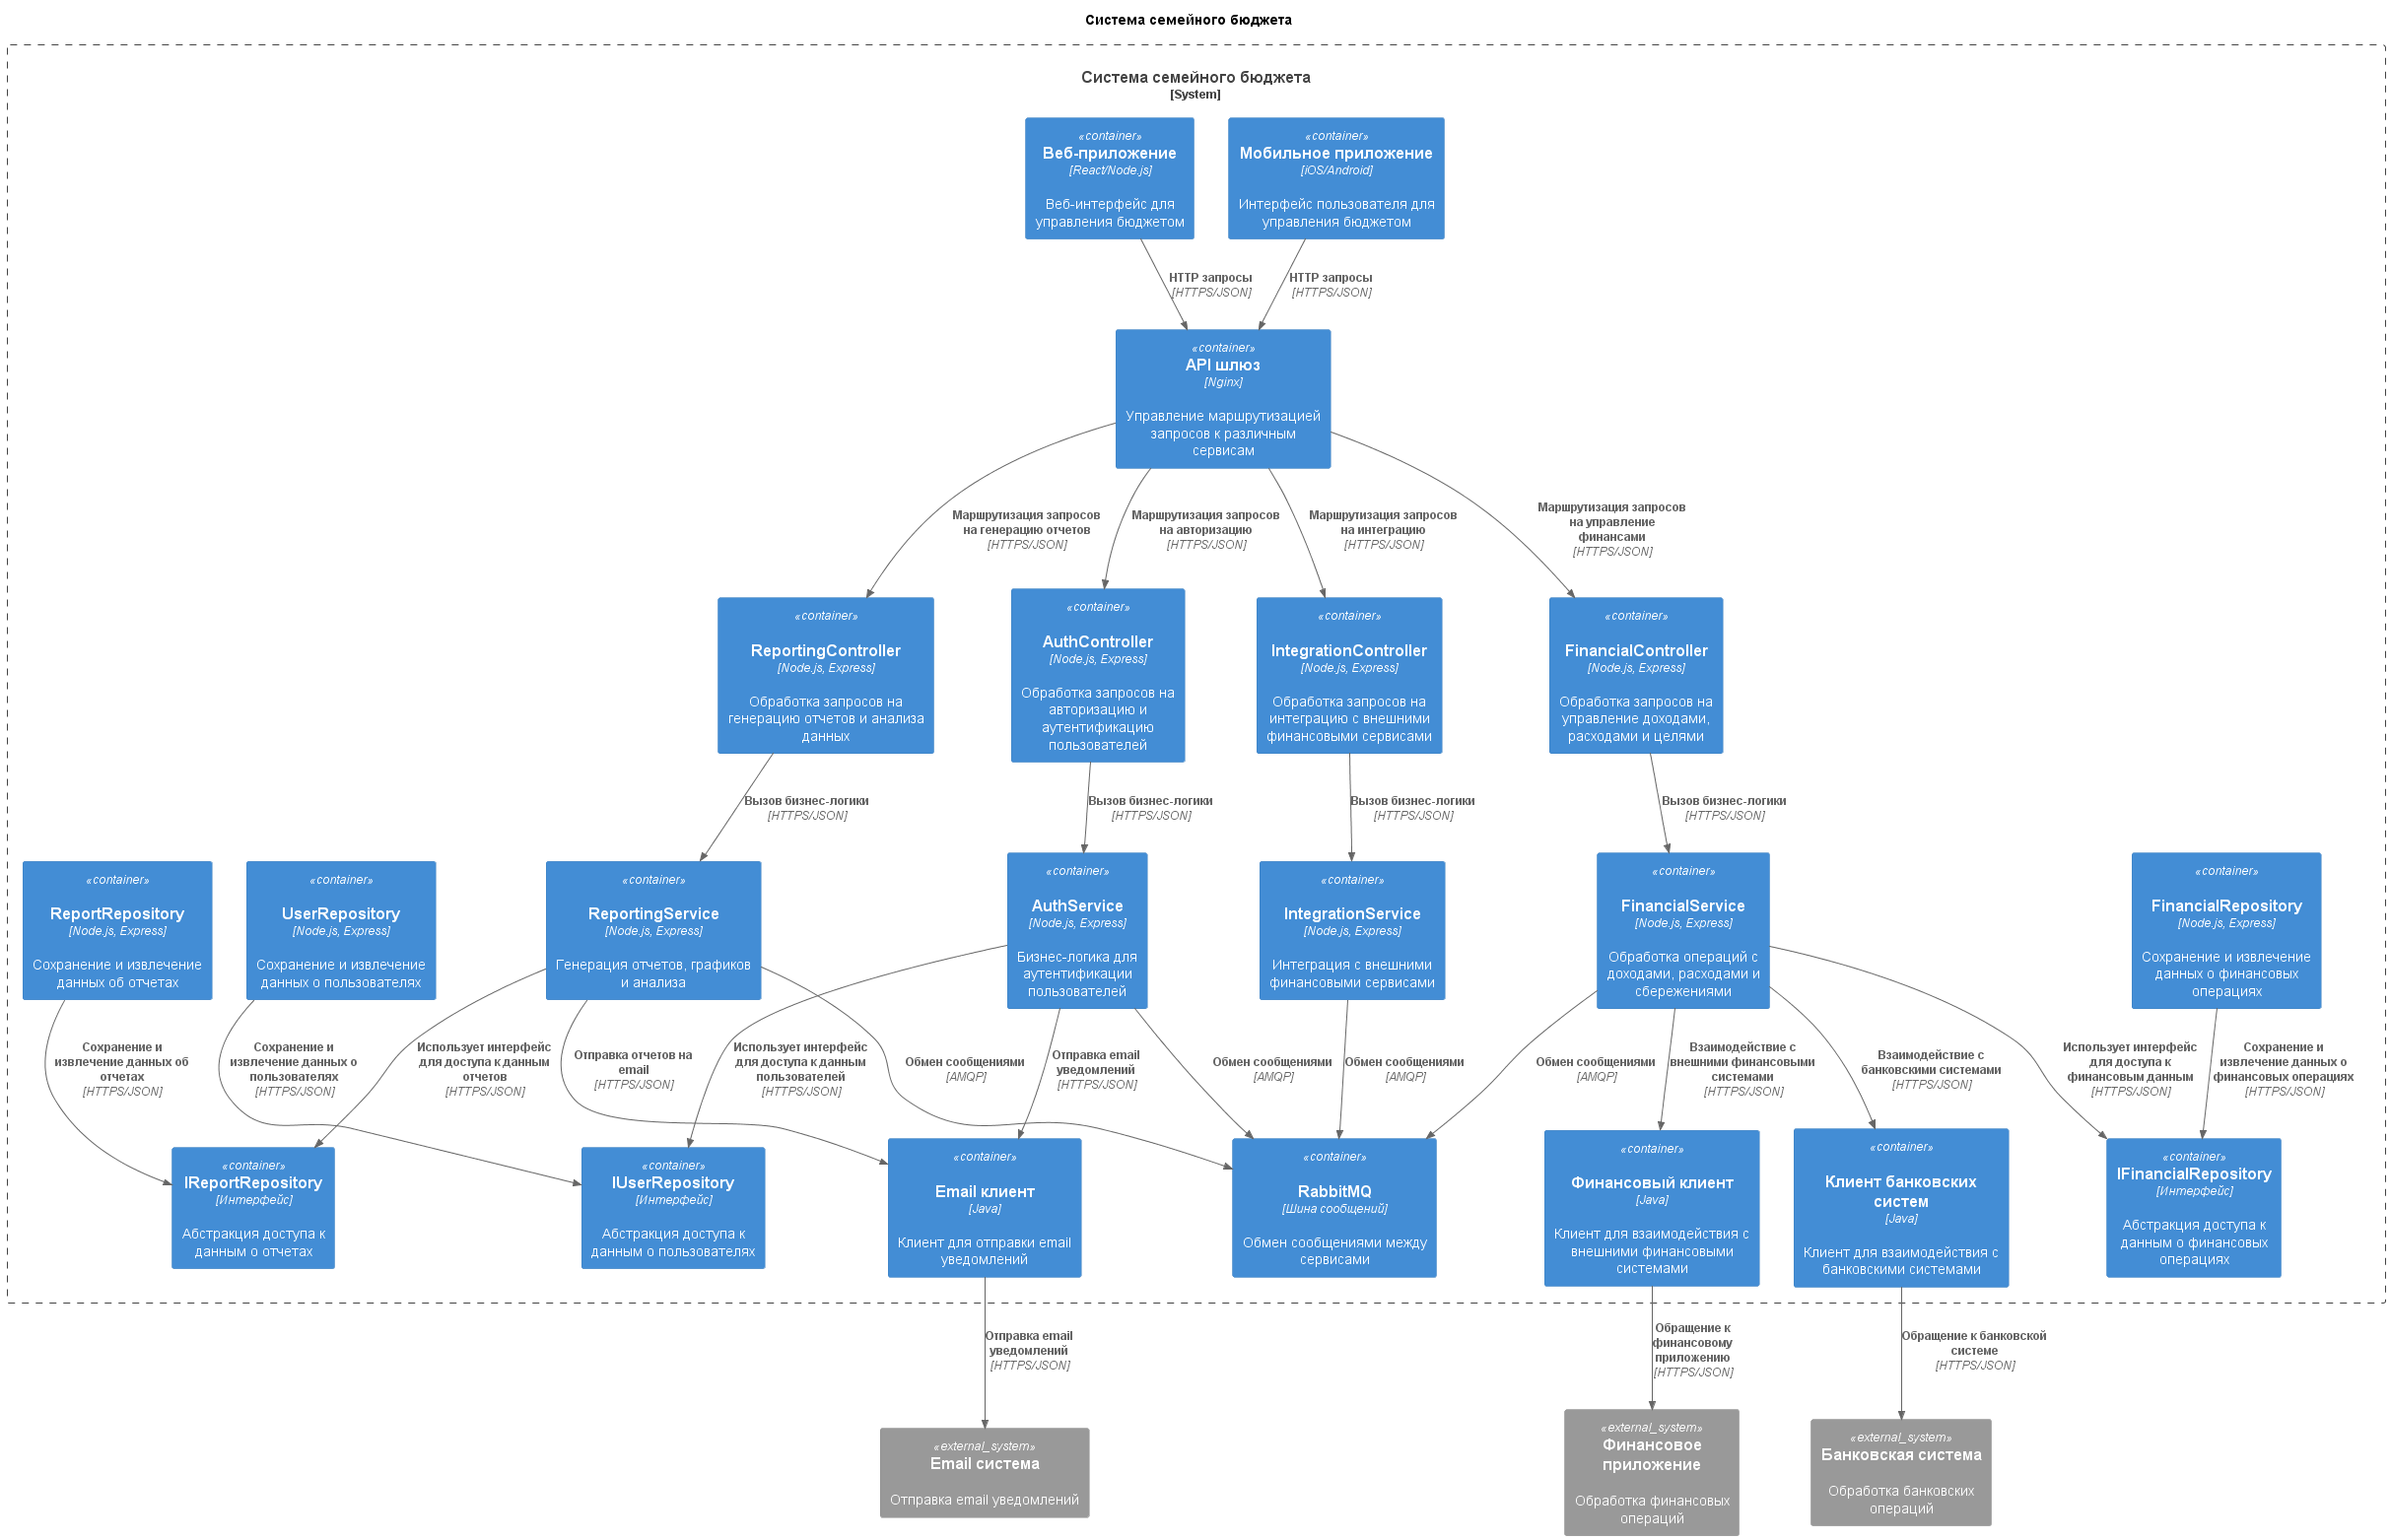 Система семейного бюджета
Система семейного бюджета
[System]
«container»
Веб-приложение
[React/Node.js]
Веб-интерфейс для
управления бюджетом
«container»
Мобильное приложение
[iOS/Android]
Интерфейс пользователя для
управления бюджетом
HTTP запросы
[HTTPS/JSON]
HTTP запросы
[HTTPS/JSON]
«container»
API шлюз
[Nginx]
Управление маршрутизацией
запросов к различным
сервисам
Маршрутизация запросов
на генерацию отчетов
[HTTPS/JSON]
Маршрутизация запросов
на авторизацию
[HTTPS/JSON]
Маршрутизация запросов
на интеграцию
[HTTPS/JSON]
Маршрутизация запросов
на управление
финансами
[HTTPS/JSON]
«container»
ReportingController
[Node.js, Express]
Обработка запросов на
генерацию отчетов и анализа
данных
«container»
AuthController
[Node.js, Express]
Обработка запросов на
авторизацию и
аутентификацию
пользователей
«container»
IntegrationController
[Node.js, Express]
Обработка запросов на
интеграцию с внешними
финансовыми сервисами
«container»
FinancialController
[Node.js, Express]
Обработка запросов на
управление доходами,
расходами и целями
Вызов бизнес-логики
[HTTPS/JSON]
Вызов бизнес-логики
[HTTPS/JSON]
Вызов бизнес-логики
[HTTPS/JSON]
Вызов бизнес-логики
[HTTPS/JSON]
«container»
ReportRepository
[Node.js, Express]
Сохранение и извлечение
данных об отчетах
«container»
UserRepository
[Node.js, Express]
Сохранение и извлечение
данных о пользователях
«container»
ReportingService
[Node.js, Express]
Генерация отчетов, графиков
и анализа
«container»
AuthService
[Node.js, Express]
Бизнес-логика для
аутентификации
пользователей
«container»
IntegrationService
[Node.js, Express]
Интеграция с внешними
финансовыми сервисами
«container»
FinancialService
[Node.js, Express]
Обработка операций с
доходами, расходами и
сбережениями
«container»
FinancialRepository
[Node.js, Express]
Сохранение и извлечение
данных о финансовых
операциях
Сохранение и
извлечение данных об
отчетах
[HTTPS/JSON]
Сохранение и
извлечение данных о
пользователях
[HTTPS/JSON]
Использует интерфейс
для доступа к данным
отчетов
[HTTPS/JSON]
Отправка отчетов на
email
[HTTPS/JSON]
Использует интерфейс
для доступа к данным
пользователей
[HTTPS/JSON]
Обмен сообщениями
[AMQP]
Отправка email
уведомлений
[HTTPS/JSON]
Обмен сообщениями
[AMQP]
Обмен сообщениями
[AMQP]
Обмен сообщениями
[AMQP]
Взаимодействие с
внешними финансовыми
системами
[HTTPS/JSON]
Взаимодействие с
банковскими системами
[HTTPS/JSON]
Использует интерфейс
для доступа к
финансовым данным
[HTTPS/JSON]
Сохранение и
извлечение данных о
финансовых операциях
[HTTPS/JSON]
«container»
IReportRepository
[Интерфейс]
Абстракция доступа к
данным о отчетах
«container»
IUserRepository
[Интерфейс]
Абстракция доступа к
данным о пользователях
«container»
Email клиент
[Java]
Клиент для отправки email
уведомлений
«container»
RabbitMQ
[Шина сообщений]
Обмен сообщениями между
сервисами
«container»
Финансовый клиент
[Java]
Клиент для взаимодействия с
внешними финансовыми
системами
«container»
Клиент банковских
систем
[Java]
Клиент для взаимодействия с
банковскими системами
«container»
IFinancialRepository
[Интерфейс]
Абстракция доступа к
данным о финансовых
операциях
Отправка email
уведомлений
[HTTPS/JSON]
Обращение к
финансовому
приложению
[HTTPS/JSON]
Обращение к банковской
системе
[HTTPS/JSON]
«external_system»
Email система
Отправка email уведомлений
«external_system»
Финансовое
приложение
Обработка финансовых
операций
«external_system»
Банковская система
Обработка банковских
операций